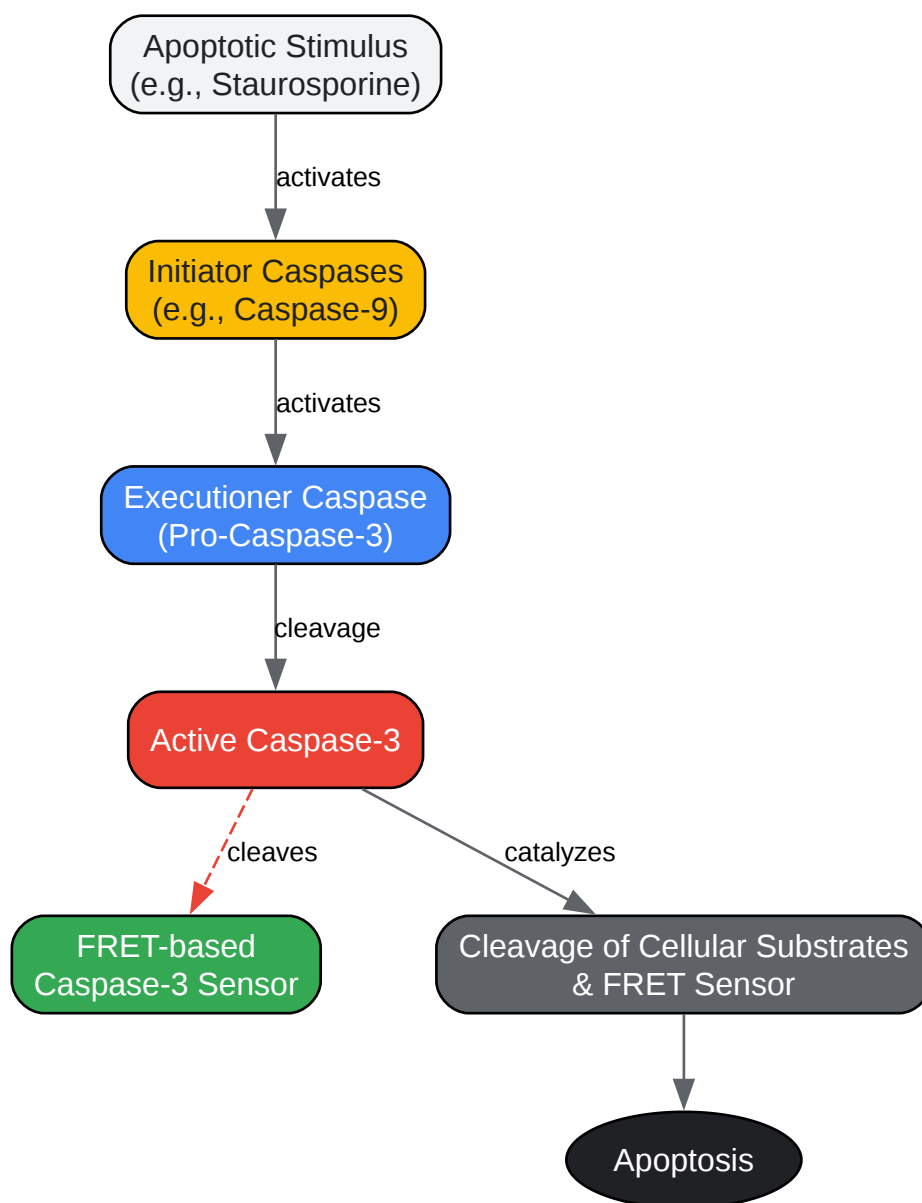 Apoptotic Stimulus
(e.g., Staurosporine)
activates
Initiator Caspases
(e.g., Caspase-9)
activates
Executioner Caspase
(Pro-Caspase-3)
cleavage
Active Caspase-3
cleaves
catalyzes
FRET-based
Caspase-3 Sensor
Cleavage of Cellular Substrates
& FRET Sensor
Apoptosis